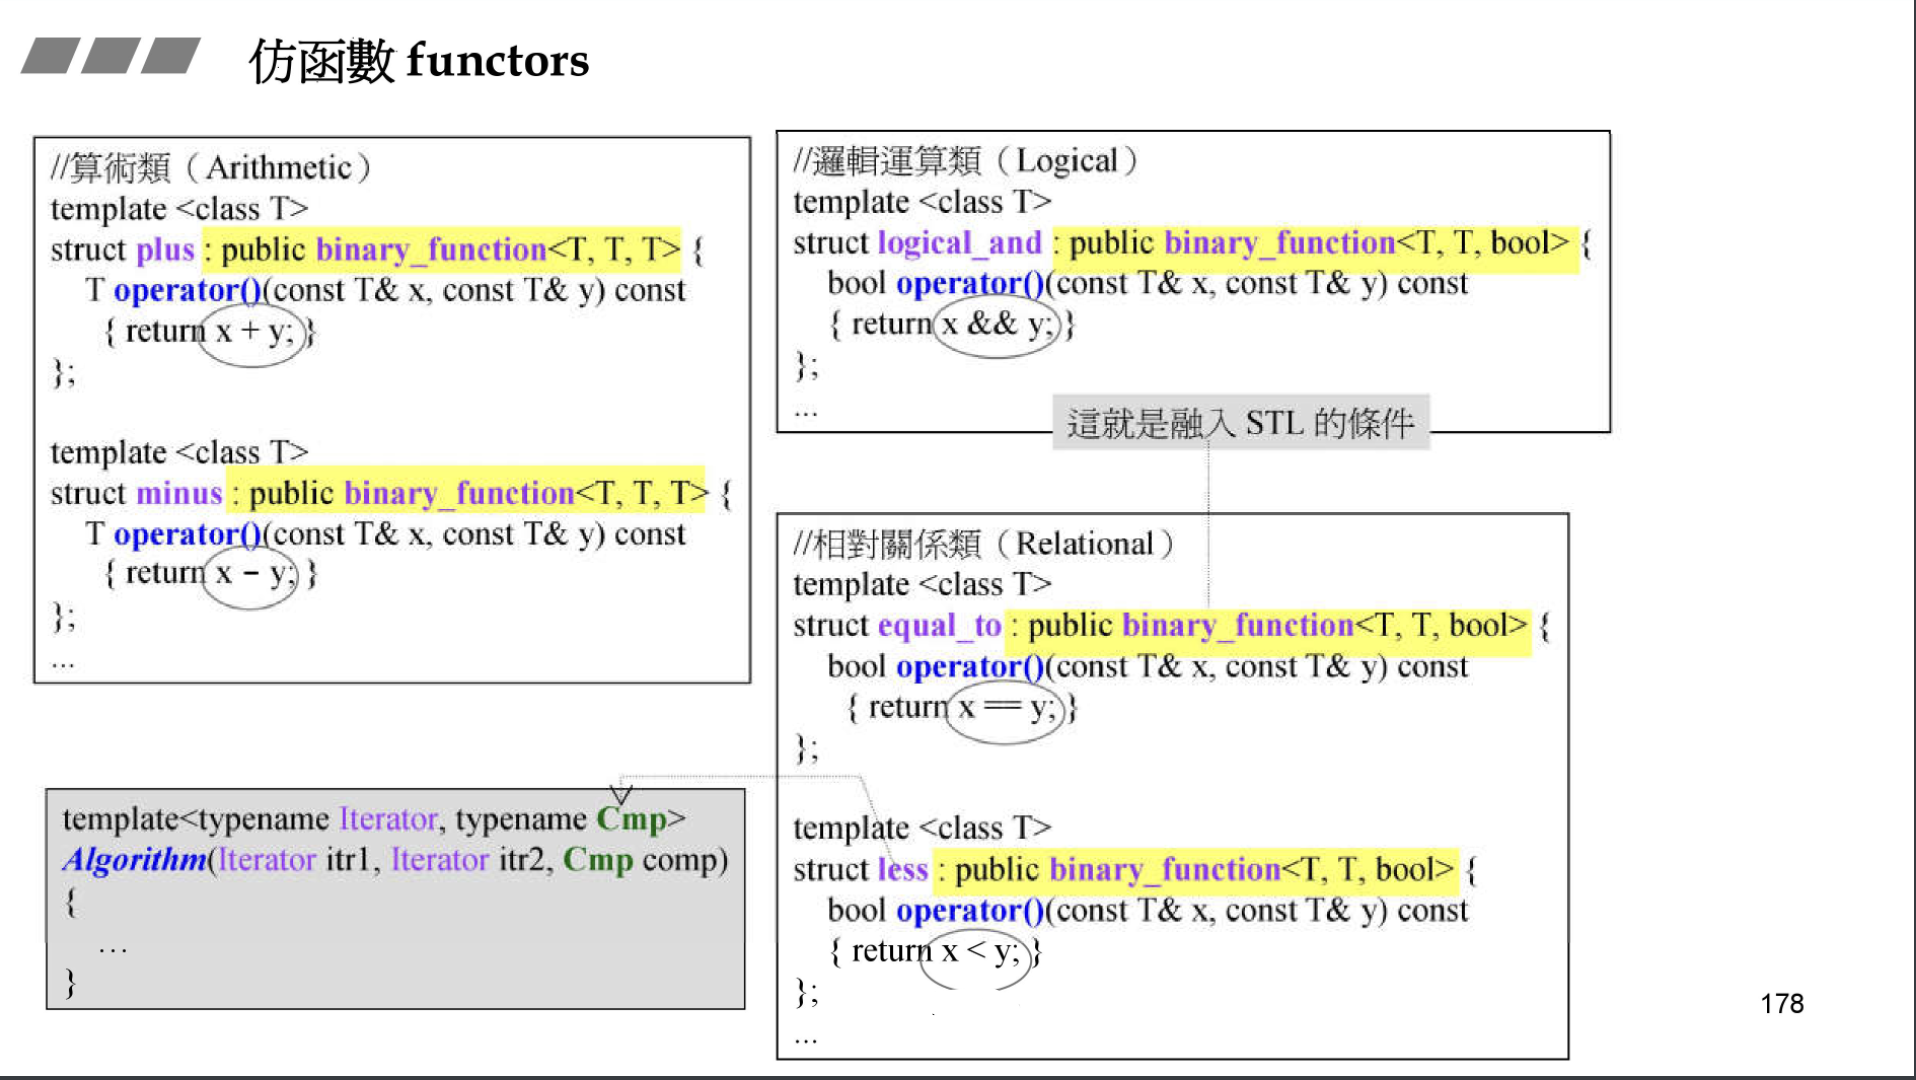 仿函數 functors
//算術類（Arithmetic）
template <class T>
struct plus : public binary_function<T, T, T> {
T operator()(const T& x, const T& y) const
{ return x + y; }
};
template <class T>
struct minus : public binary_function<T, T, T> {
T operator()(const T& x, const T& y) const
{ return x − y; }
};
...
template<typename Iterator, typename Cmp>
Algorithm(Iterator itr1, Iterator itr2, Cmp comp)
{
...
}
//邏輯運算類（Logical）
template <class T>
struct logical_and : public binary_function<T, T, bool> {
bool operator()(const T& x, const T& y) const
{ return x && y; }
};
...
這就是融入 STL 的條件
//相對關係類（Relational）
template <class T>
struct equal_to : public binary_function<T, T, bool> {
bool operator()(const T& x, const T& y) const
{ return x == y; }
};
template <class T>
struct less : public binary_function<T, T, bool> {
bool operator()(const T& x, const T& y) const
{ return x < y; }
};
...
178